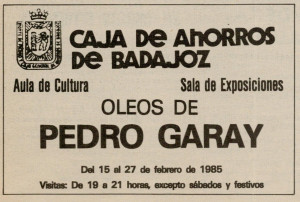 CAJA DE AHORROS
DE BADAJOZ
Aula de Cultura Sala de Exposiciones
OLEOS DE
PEDRO GARAY
Del 15 al 27 de febrero de 1985
Visitas: De 19 a 21 horas, excepto sábados y festivos